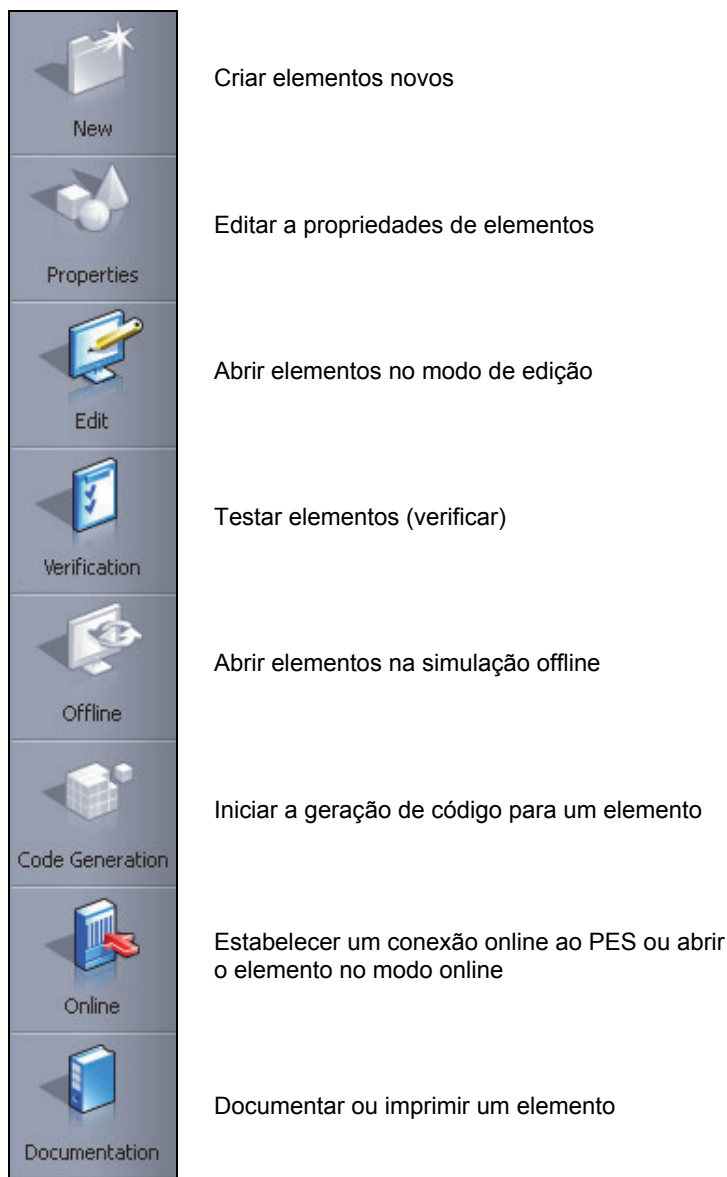 New
Criar elementos novos
Properties
Editar a propriedades de elementos
Edit
Abrir elementos no modo de edição
Verification
Testar elementos (verificar)
Offline
Abrir elementos na simulação offline
Code Generation
Iniciar a geração de código para um elemento
Online
Estabelecer um conexão online ao PES ou abrir
o elemento no modo online
Documentation
Documentar ou imprimir um elemento